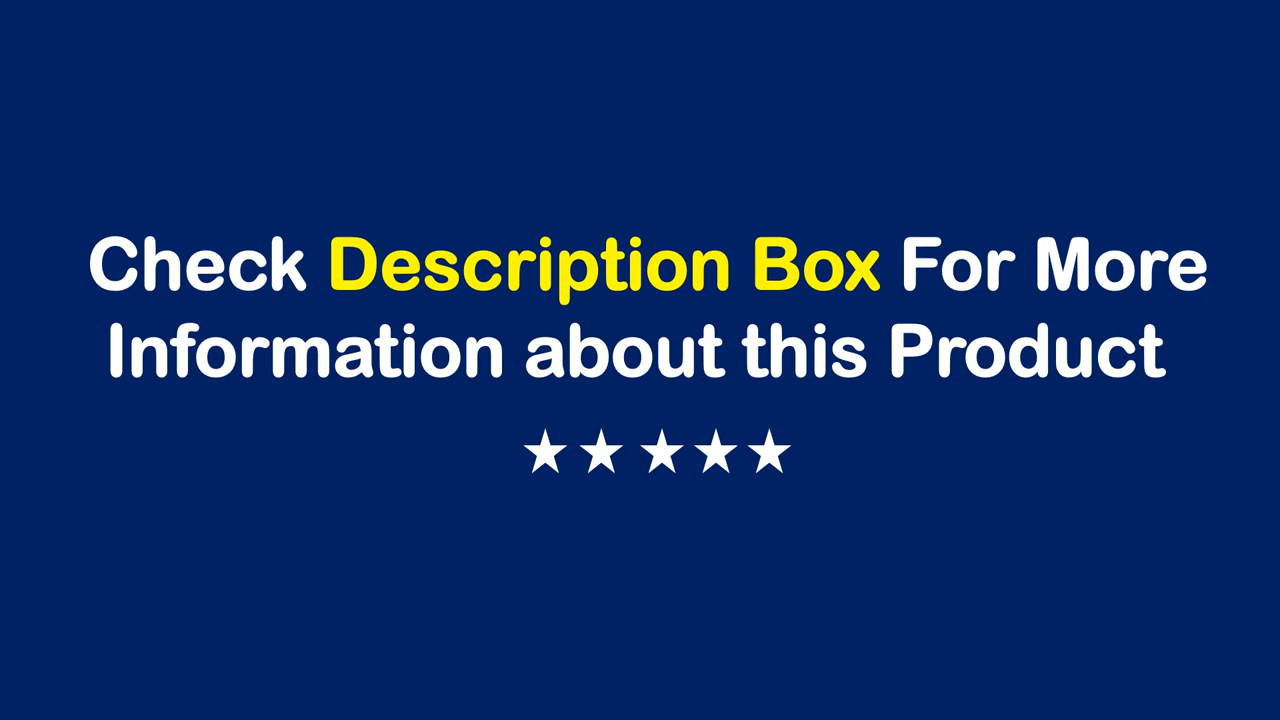 Check Description Box For More
Information about this Product
★★★★★